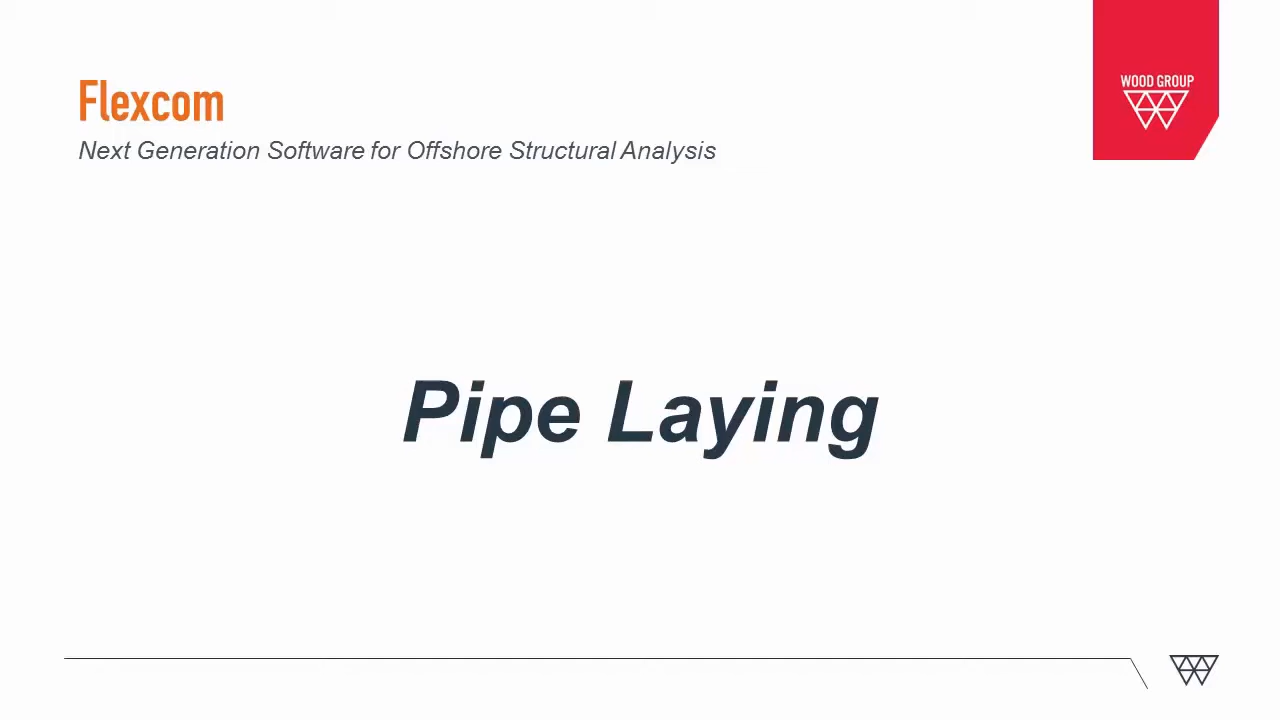 Flexcom
WOOD GROUP
Next Generation Software for Offshore Structural Analysis
Pipe Laying